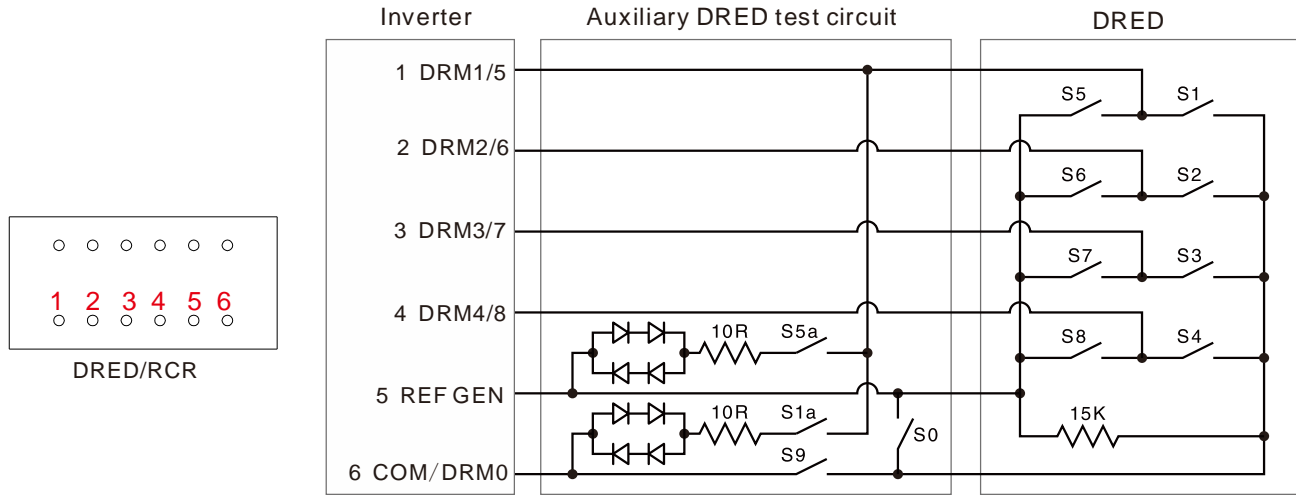 Inverter Auxiliary DRED test circuit DRED
1 DRM1/5
S5 S1
2 DRM2/6
S6 S2
3 DRM3/7
S7 S3
1 2 3 4 5 6
4 DRM4/8
10R S5a S8 S4
DRED/RCR
5 REF GEN
10R S1a 15K
S0
S9
6 COM/DRM0